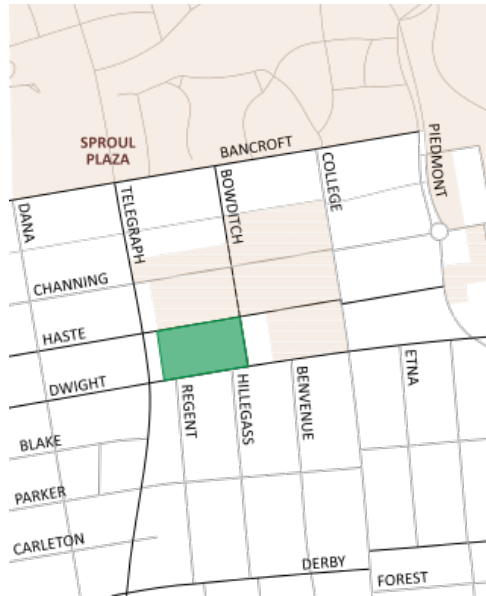 SPROUL
PLAZA
BANCROFT
PIEDMONT
COLLEGE
BOWDITCH
TELEGRAPH
DANA
CHANNING
HASTE
DWIGHT
REGENT
HILLEGASS
BENVENUE
ETNA
BLAKE
PARKER
CARLETON
DERBY
FOREST